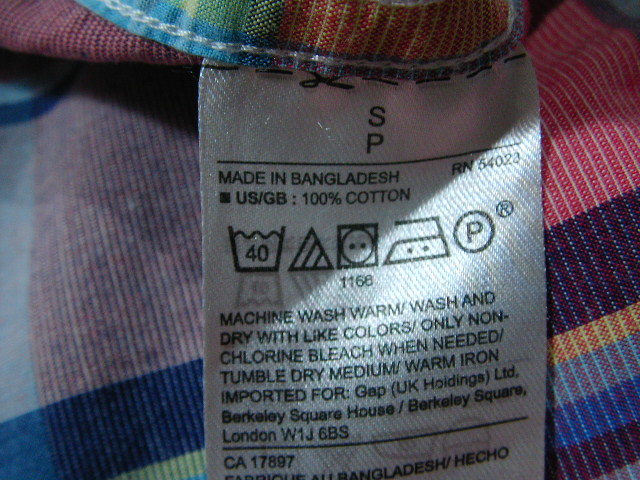 S
P
RN 54023
MADE IN BANGLADESH
■ US/GB : 100% COTTON
40 P ®
1166
MACHINE WASH WARM/ WASH AND
DRY WITH LIKE COLORS/ ONLY NON-
CHLORINE BLEACH WHEN NEEDED/
TUMBLE DRY MEDIUM/ WARM IRON
IMPORTED FOR: Gap (UK Holdings) Ltd,
Berkeley Square House / Berkeley Square,
London W1J 6BS
CA 17897
FABRIQUE AU BANGLADESH/ HECHO